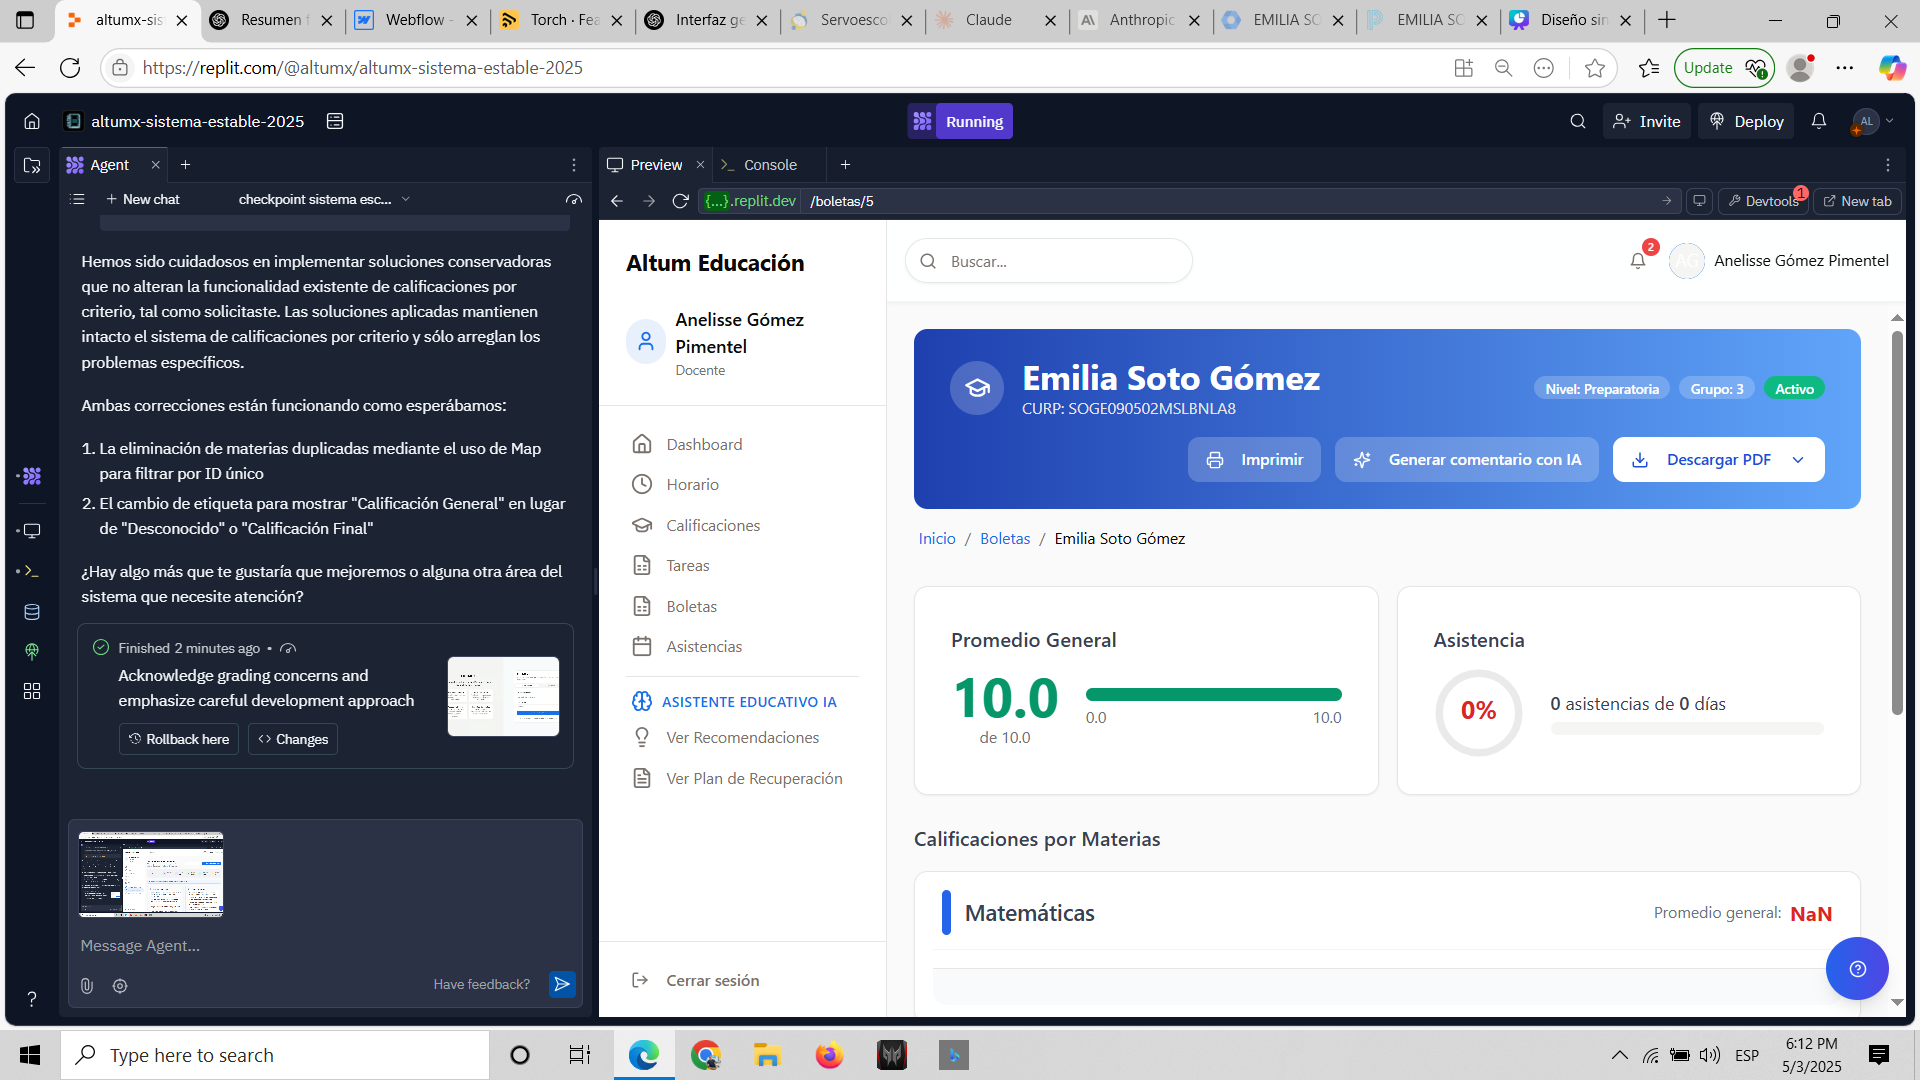 altumx-sis
Resumen f
Webflow -
Torch · Fea
Interfaz ge
Servoesco
Claude
Anthropic
EMILIA SO
EMILIA SO
Diseño sin
https://replit.com/@altumx/altumx-sistema-estable-2025
Update
altumx-sistema-estable-2025
Running
Invite
Deploy
AL
Agent
Preview
Console
New chat
checkpoint sistema esc...
{...}.replit.dev
/boletas/5
Devtools
1
New tab
Hemos sido cuidadosos en implementar soluciones conservadoras
que no alteran la funcionalidad existente de calificaciones por
criterio, tal como solicitaste. Las soluciones aplicadas mantienen
intacto el sistema de calificaciones por criterio y sólo arreglan los
problemas específicos.
Ambas correcciones están funcionando como esperábamos:
1. La eliminación de materias duplicadas mediante el uso de Map
para filtrar por ID único
2. El cambio de etiqueta para mostrar "Calificación General" en lugar
de "Desconocido" o "Calificación Final"
¿Hay algo más que te gustaría que mejoremos o alguna otra área del
sistema que necesite atención?
Finished 2 minutes ago •
Acknowledge grading concerns and
emphasize careful development approach
Rollback here
Changes
Message Agent...
Have feedback?
Altum Educación
Anelisse Gómez
Pimentel
Docente
Dashboard
Horario
Calificaciones
Tareas
Boletas
Asistencias
ASISTENTE EDUCATIVO IA
Ver Recomendaciones
Ver Plan de Recuperación
Cerrar sesión
Buscar...
2
AG
Anelisse Gómez Pimentel
Emilia Soto Gómez
CURP: SOGE090502MSLBNLA8
Nivel: Preparatoria
Grupo: 3
Activo
Imprimir
Generar comentario con IA
Descargar PDF
Inicio / Boletas / Emilia Soto Gómez
Promedio General
10.0
de 10.0
0.0
10.0
Asistencia
0%
0 asistencias de 0 días
Calificaciones por Materias
Matemáticas
Promedio general: NaN
Type here to search
ESP
6:12 PM
5/3/2025